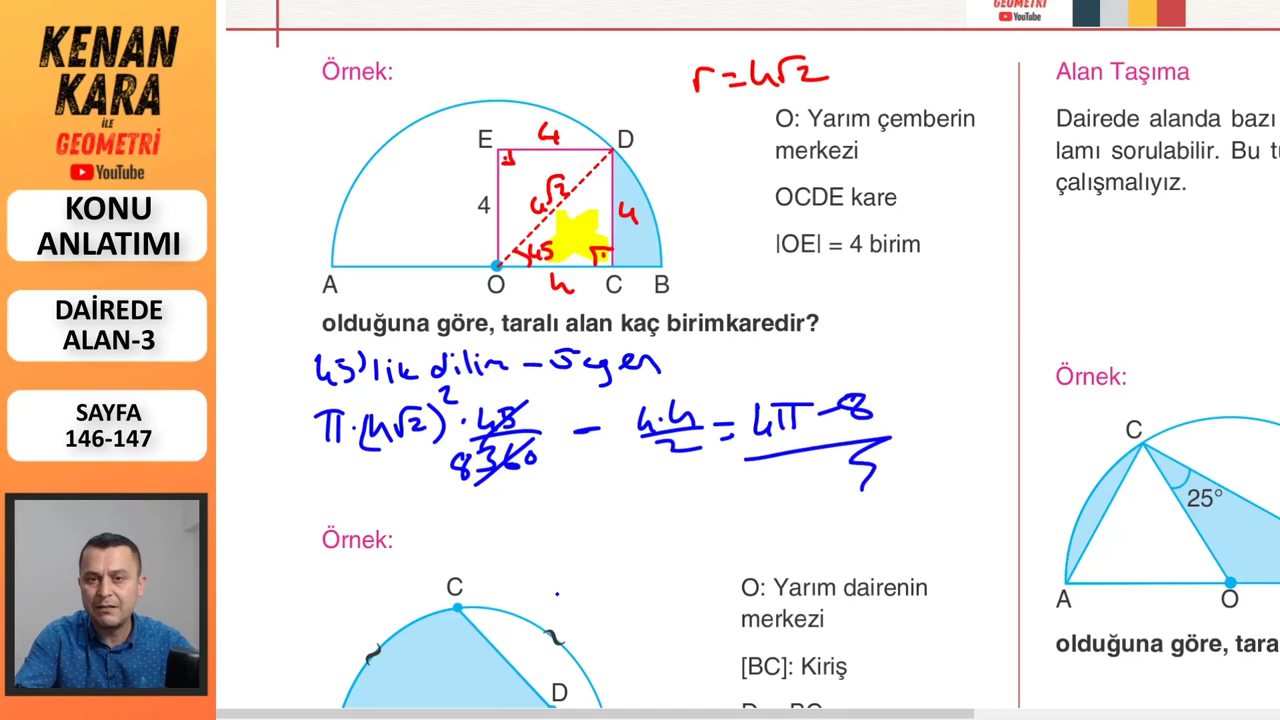 KENAN
KARA
İLE
GEOMETRİ
YouTube
KONU
ANLATIMI
DAİREDE
ALAN-3
SAYFA
146-147
GEOMETRİ
YouTube
Örnek:
r=4√2
E
4
D
4
4√2
4
45
A
O
4
C
B
O: Yarım çemberin
merkezi
OCDE kare
|OE| = 4 birim
olduğuna göre, taralı alan kaç birimkaredir?
45'lik dilim - üçgen
π·(4√2)²·45/360 - 4·4/2 = 4π-8
8
Örnek:
C
D
O: Yarım dairenin
merkezi
[BC]: Kiriş
Alan Taşıma
Dairede alanda bazı
lamı sorulabilir. Bu
çalışmalıyız.
Örnek:
C
25°
A
O
olduğuna göre, tara